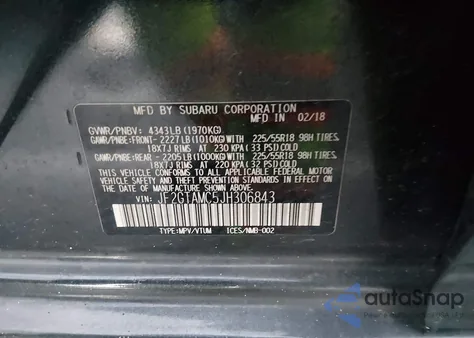 MFD BY SUBARU CORPORATION
MFD IN 02/18
GVWR/PNBV: 4343LB(1970KG)
GAWR/PNBE:FRONT- 2227LB(1010KG)WITH 225/55R18 98H TIRES,
18X7J RIMS AT 230 KPA (33 PSI)COLD
GAWR/PNBE:REAR - 2205LB(1000KG)WITH 225/55R18 98H TIRES,
18X7J RIMS AT 220 KPA (32 PSI)COLD
THIS VEHICLE CONFORMS TO ALL APPLICABLE
FEDERAL MOTOR VEHICLE SAFETY, BUMPER, AND
THEFT PREVENTION STANDARDS IN EFFECT ON THE
DATE OF MANUFACTURE SHOWN ABOVE.
VIN: JF2GTAMC5JH306843
TYPE:MPV/VTUM ICES/NMB-002
autoSnap